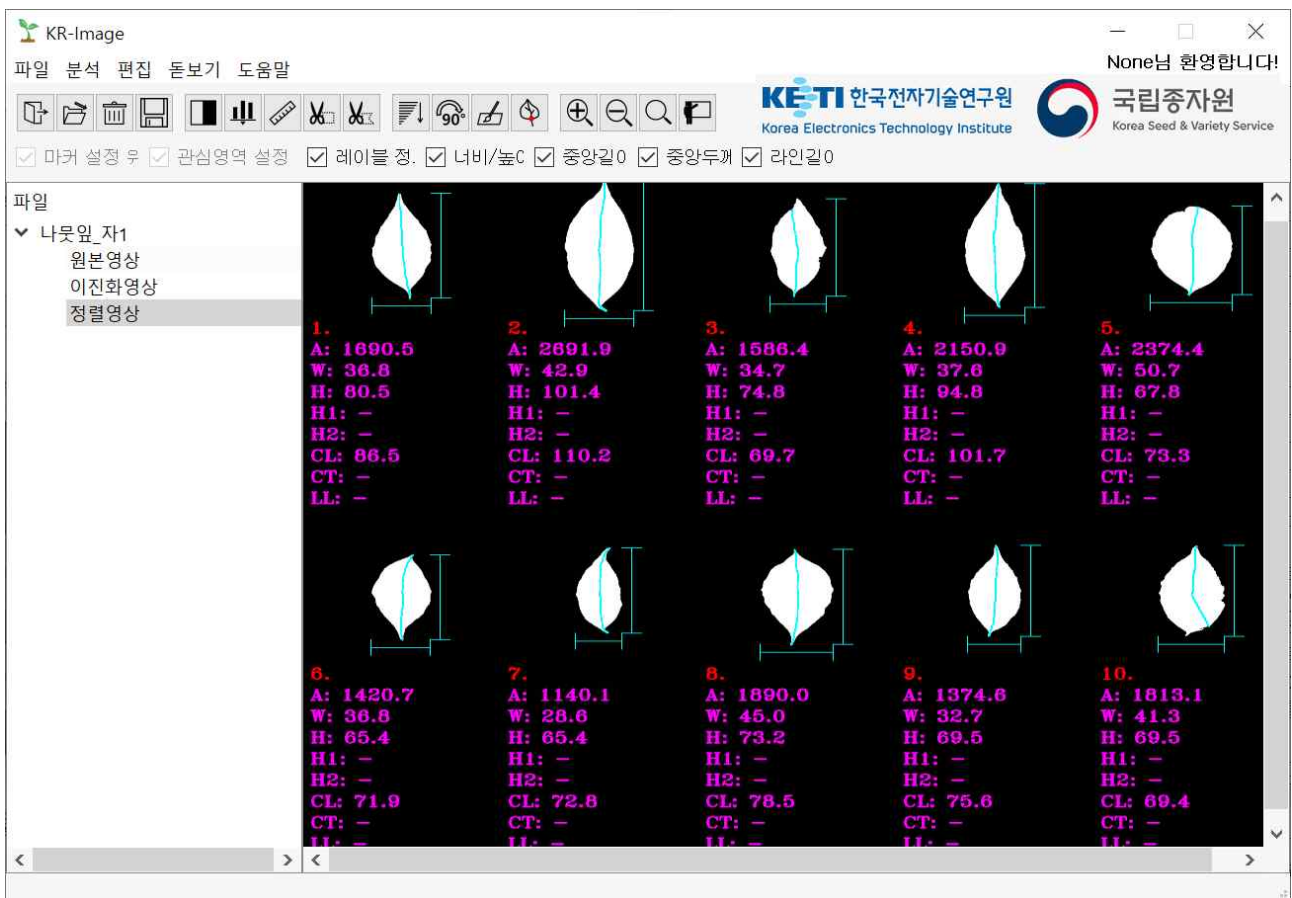 KR-Image
None님 환영합니다!
파일 분석 편집 돋보기 도움말
KETI 한국전자기술연구원
Korea Electronics Technology Institute
국립종자원
Korea Seed & Variety Service
90°
마커 설정 우 관심영역 설정 레이블 정. 너비/높 중앙길 중앙두께 라인길
파일
나뭇잎_자1
원본영상
이진화영상
정렬영상
1. 2. 3. 4. 5.
A: 1690.5 A: 2691.9 A: 1586.4 A: 2150.9 A: 2374.4
W: 36.8 W: 42.9 W: 34.7 W: 37.6 W: 50.7
H: 80.5 H: 101.4 H: 74.8 H: 94.8 H: 67.8
H1: – H1: – H1: – H1: – H1: –
H2: – H2: – H2: – H2: – H2: –
CL: 86.5 CL: 110.2 CL: 69.7 CL: 101.7 CL: 73.3
CT: – CT: – CT: – CT: – CT: –
LL: – LL: – LL: – LL: – LL: –
6. 7. 8. 9. 10.
A: 1420.7 A: 1140.1 A: 1890.0 A: 1374.6 A: 1813.1
W: 36.8 W: 28.6 W: 45.0 W: 32.7 W: 41.3
H: 65.4 H: 65.4 H: 73.2 H: 69.5 H: 69.5
H1: – H1: – H1: – H1: – H1: –
H2: – H2: – H2: – H2: – H2: –
CL: 71.9 CL: 72.8 CL: 78.5 CL: 75.6 CL: 69.4
CT: – CT: – CT: – CT: – CT: –
LL: – LL: – LL: – LL: – LL: –